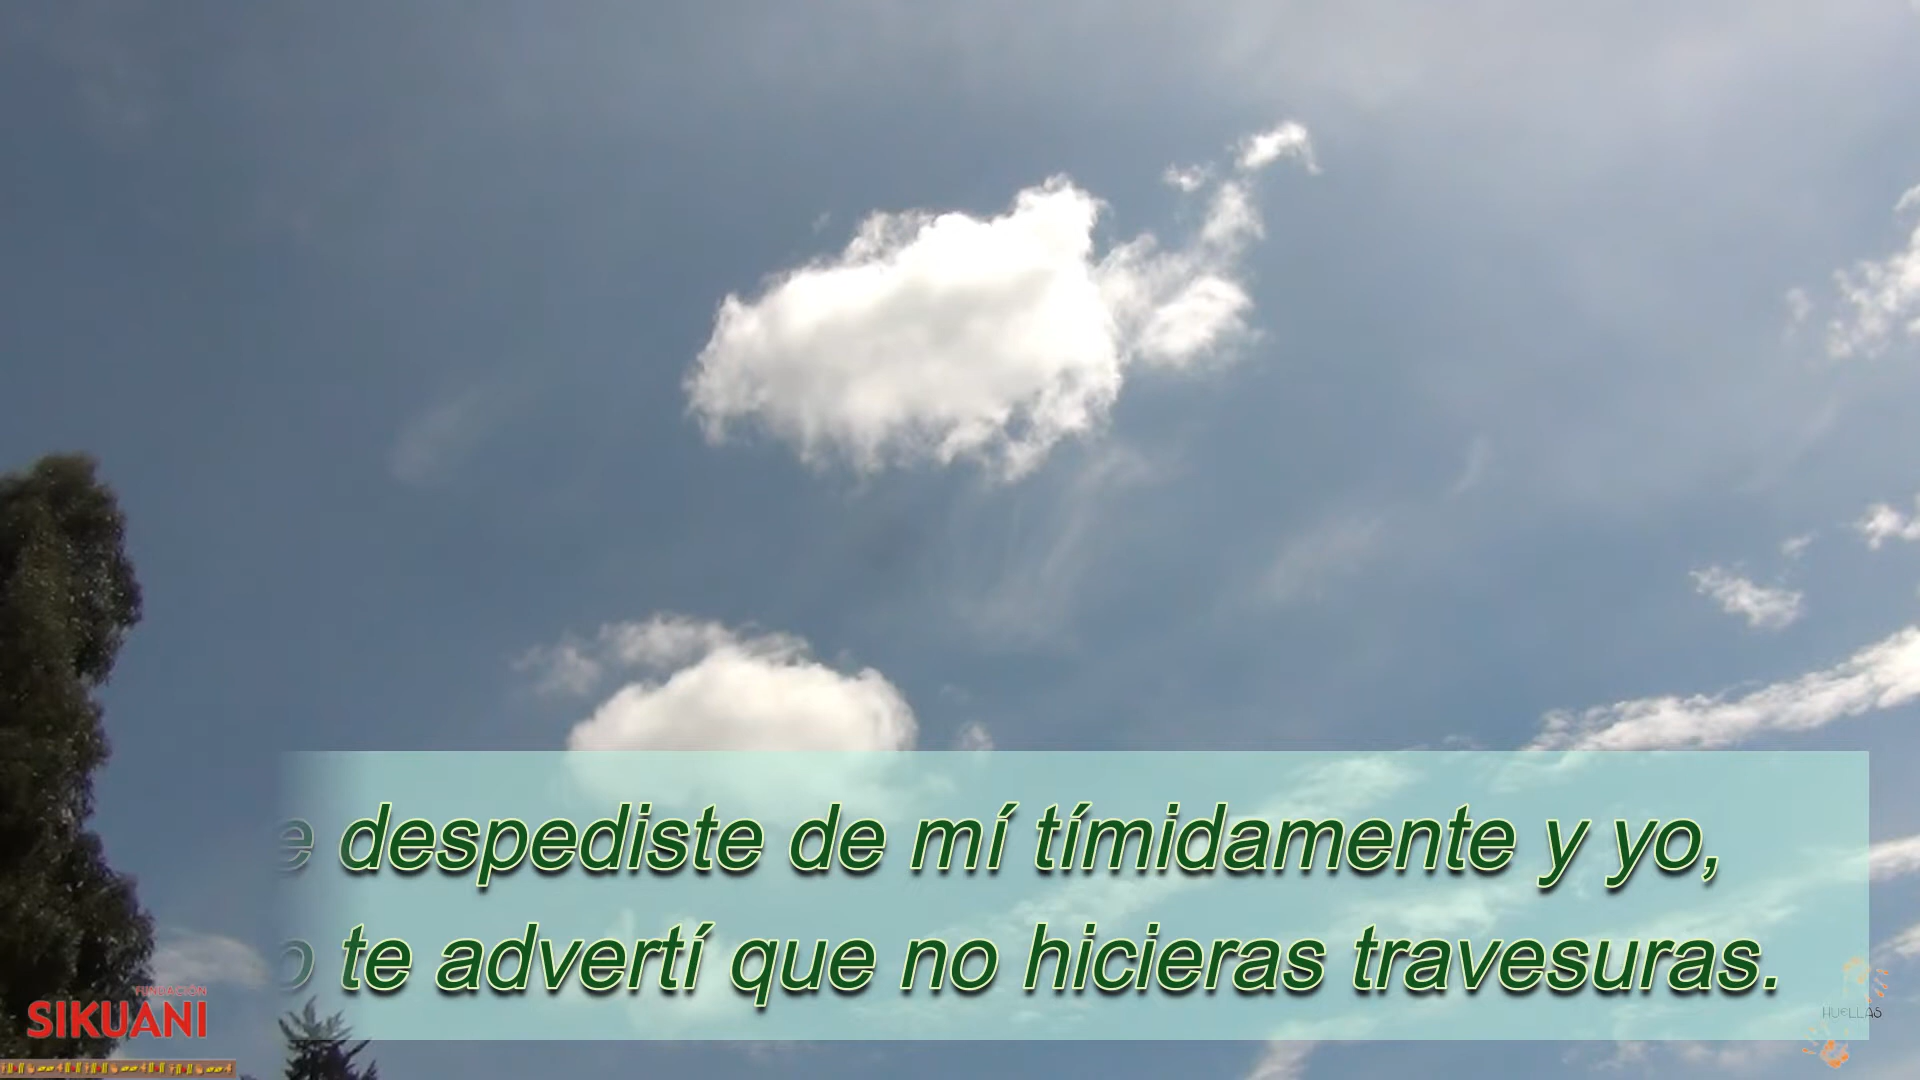 e despediste de mí tímidamente y yo,
o te advertí que no hicieras travesuras.
FUNDACIÓN
SIKUANI
HUELLAS